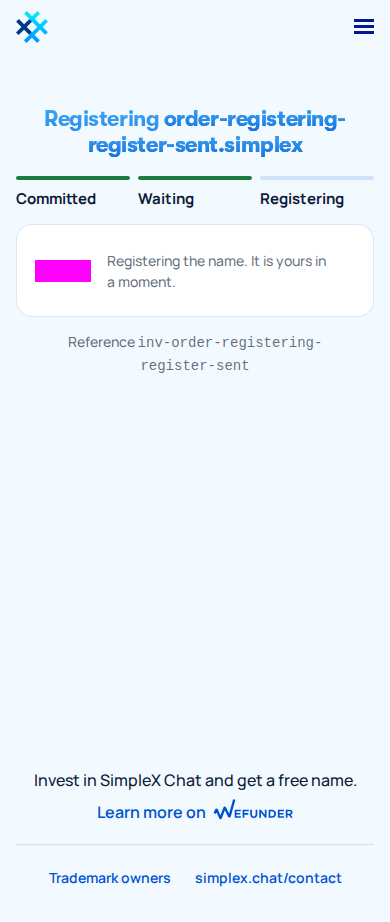 Registering order-registering-
register-sent.simplex
Committed Waiting Registering
Registering the name. It is yours in
a moment.
Reference inv-order-registering-
register-sent
Invest in SimpleX Chat and get a free name.
Learn more on WEFUNDER
Trademark owners simplex.chat/contact